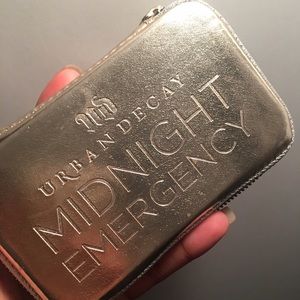 UD
URBAN DECAY
MIDNIGHT
EMERGENCY